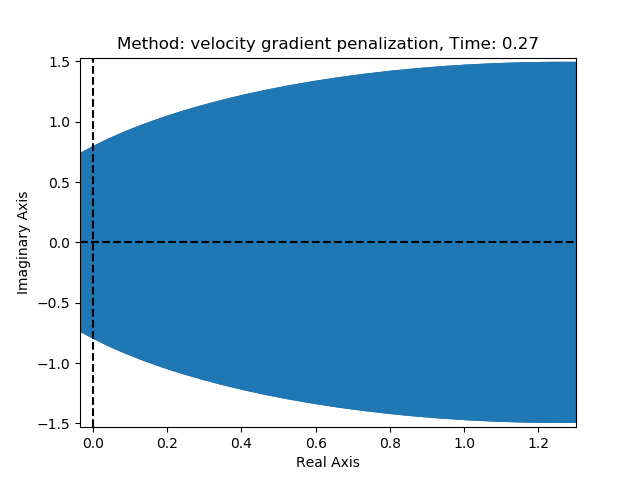 Method: velocity gradient penalization, Time: 0.27
1.5
1.0
0.5
0.0
−0.5
−1.0
−1.5
Imaginary Axis
0.0 0.2 0.4 0.6 0.8 1.0 1.2
Real Axis